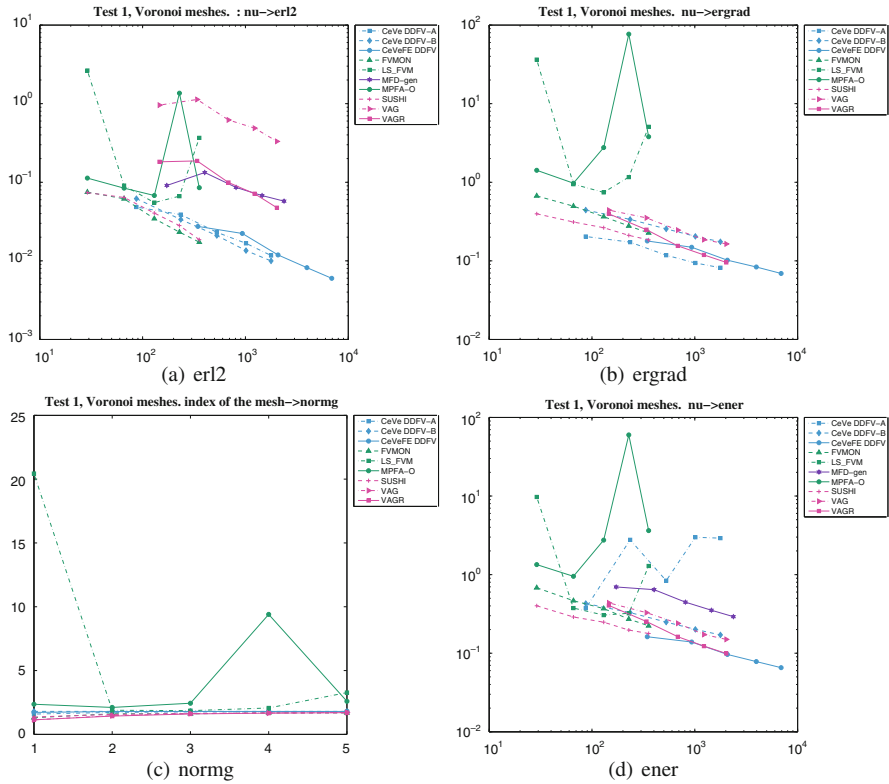 Test 1, Voronoi meshes. : nu->erl2
10^1
10^0
10^-1
10^-2
10^-3
10^1
10^2
10^3
10^4
CeVe DDFV-A
CeVe DDFV-B
CeVeFE DDFV
FVMON
LS_FVM
MFD-gen
MPFA-O
SUSHI
VAG
VAGR
(a) erl2
Test 1, Voronoi meshes. nu->ergrad
10^2
10^1
10^0
10^-1
10^-2
10^1
10^2
10^3
10^4
CeVe DDFV-A
CeVe DDFV-B
CeVeFE DDFV
FVMON
LS_FVM
MPFA-O
SUSHI
VAG
VAGR
(b) ergrad
Test 1, Voronoi meshes. index of the mesh->normg
25
20
15
10
5
0
1
2
3
4
5
CeVe DDFV-A
CeVe DDFV-B
CeVeFE DDFV
FVMON
LS_FVM
MPFA-O
SUSHI
VAG
VAGR
(c) normg
Test 1, Voronoi meshes. nu->ener
10^2
10^1
10^0
10^-1
10^-2
10^1
10^2
10^3
10^4
CeVe DDFV-A
CeVe DDFV-B
CeVeFE DDFV
FVMON
LS_FVM
MFD-gen
MPFA-O
SUSHI
VAG
VAGR
(d) ener